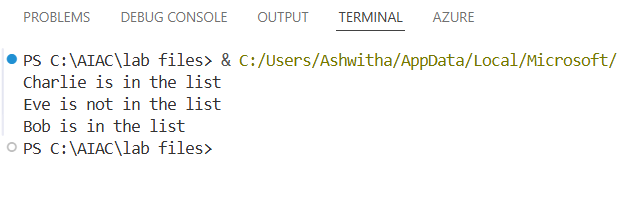 PROBLEMS DEBUG CONSOLE OUTPUT TERMINAL AZURE
PS C:\AIAC\lab files> & C:/Users/Ashwitha/AppData/Local/Microsoft/
Charlie is in the list
Eve is not in the list
Bob is in the list
PS C:\AIAC\lab files>